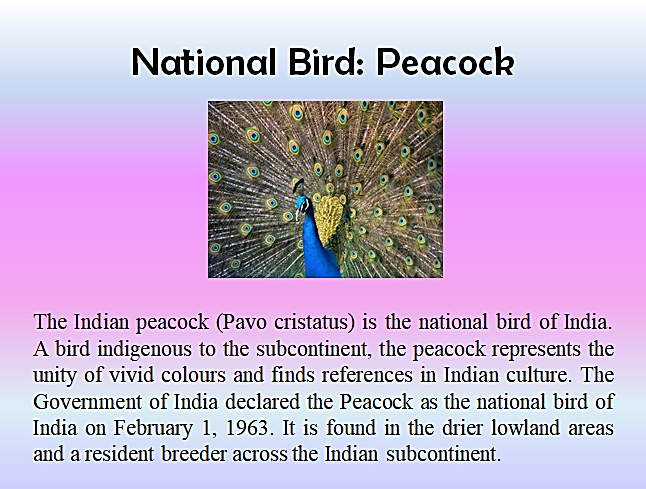 National Bird: Peacock
The Indian peacock (Pavo cristatus) is the national bird of India.
A bird indigenous to the subcontinent, the peacock represents the
unity of vivid colours and finds references in Indian culture. The
Government of India declared the Peacock as the national bird of
India on February 1, 1963. It is found in the drier lowland areas
and a resident breeder across the Indian subcontinent.